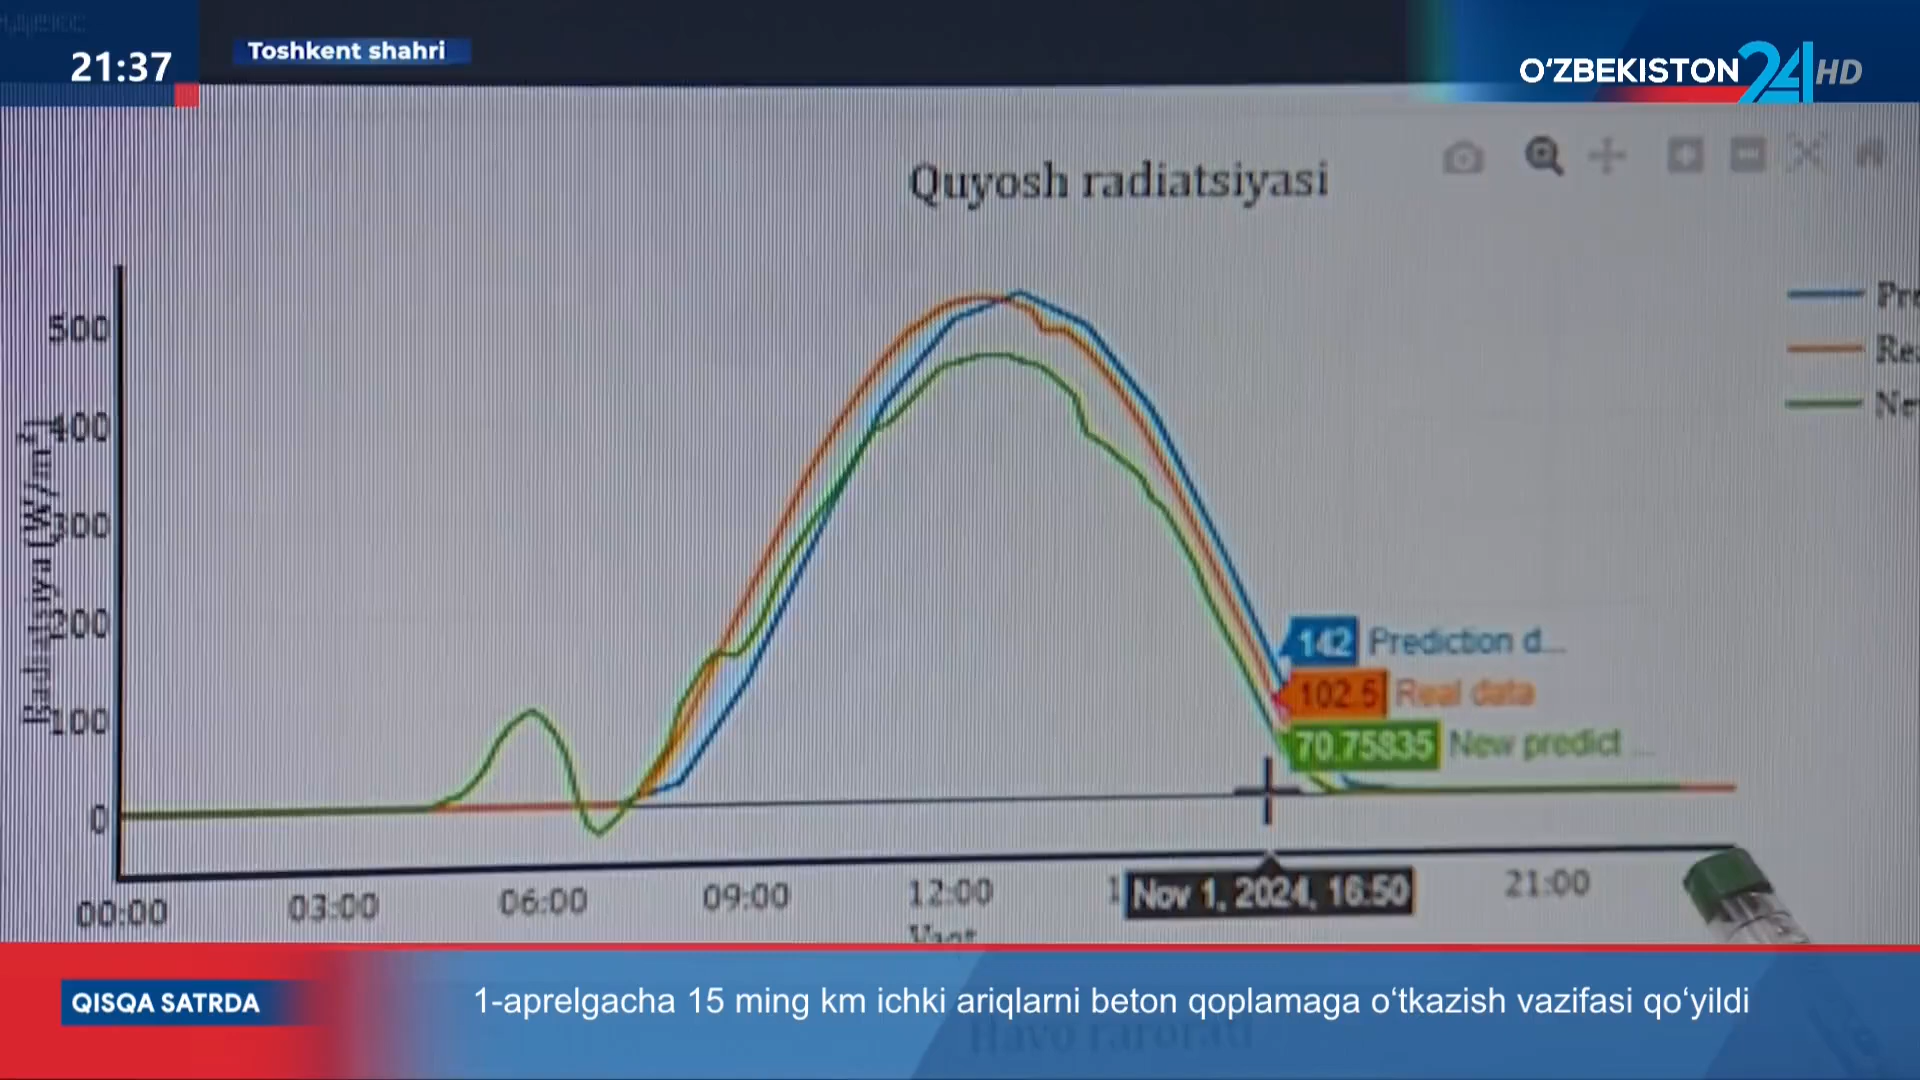 21:37
Toshkent shahri
O‘ZBEKISTON 24 HD
Quyosh radiatsiyasi
500
400
300
200
100
0
Radiatsiya (W/m²)
142 Prediction d...
102.5 Real data
70.75835 New predict ...
00:00
03:00
06:00
09:00
12:00
Nov 1, 2024, 16:50
21:00
Vaqt
QISQA SATRDA
1-aprelgacha 15 ming km ichki ariqlarni beton qoplamaga o‘tkazish vazifasi qo‘yildi